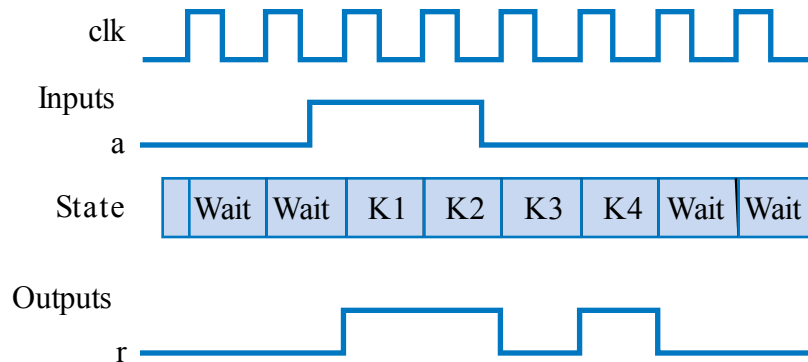 clk
Inputs
a
State Wait Wait K1 K2 K3 K4 Wait Wait
Outputs
r